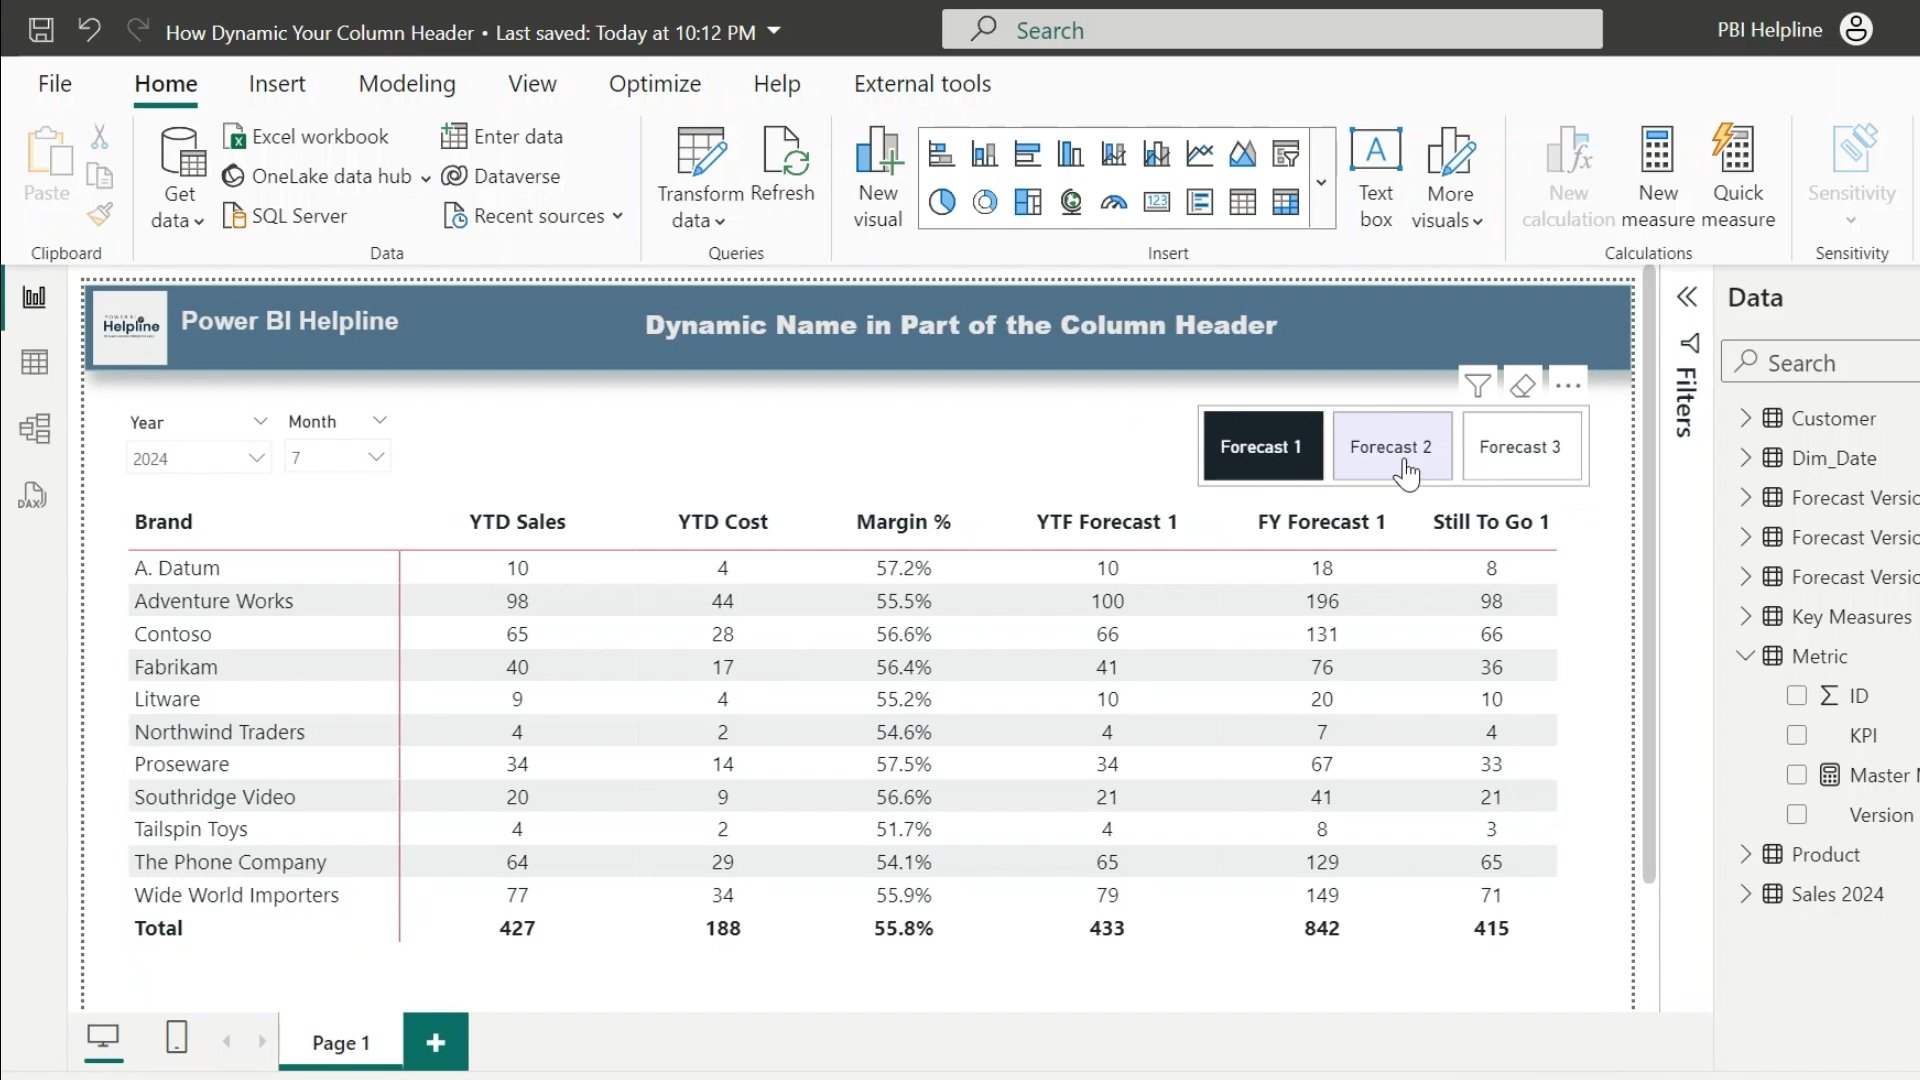 How Dynamic Your Column Header • Last saved: Today at 10:12 PM
Search
PBI Helpline
File Home Insert Modeling View Optimize Help External tools
Paste
Clipboard
Get data
Excel workbook
OneLake data hub
SQL Server
Enter data
Dataverse
Recent sources
Data
Transform data
Refresh
Queries
New visual
123
A
Text box
More visuals
Insert
New calculation
New measure
Quick measure
Calculations
Sensitivity
Sensitivity
DAX
Helpline
Power BI Helpline
Dynamic Name in Part of the Column Header
Year
2024
Month
7
Forecast 1 Forecast 2 Forecast 3
Brand YTD Sales YTD Cost Margin % YTF Forecast 1 FY Forecast 1 Still To Go 1
A. Datum 10 4 57.2% 10 18 8
Adventure Works 98 44 55.5% 100 196 98
Contoso 65 28 56.6% 66 131 66
Fabrikam 40 17 56.4% 41 76 36
Litware 9 4 55.2% 10 20 10
Northwind Traders 4 2 54.6% 4 7 4
Proseware 34 14 57.5% 34 67 33
Southridge Video 20 9 56.6% 21 41 21
Tailspin Toys 4 2 51.7% 4 8 3
The Phone Company 64 29 54.1% 65 129 65
Wide World Importers 77 34 55.9% 79 149 71
Total 427 188 55.8% 433 842 415
Page 1
Filters
Data
Search
Customer
Dim_Date
Forecast Versio
Forecast Versio
Forecast Versio
Key Measures
Metric
Σ ID
KPI
Master
Version
Product
Sales 2024